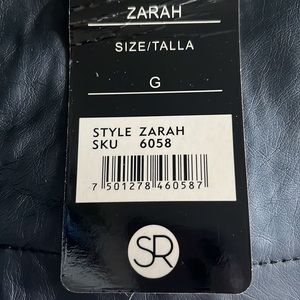 ZARAH
SIZE/TALLA
G
STYLE ZARAH
SKU 6058
7 501278 460587
SR